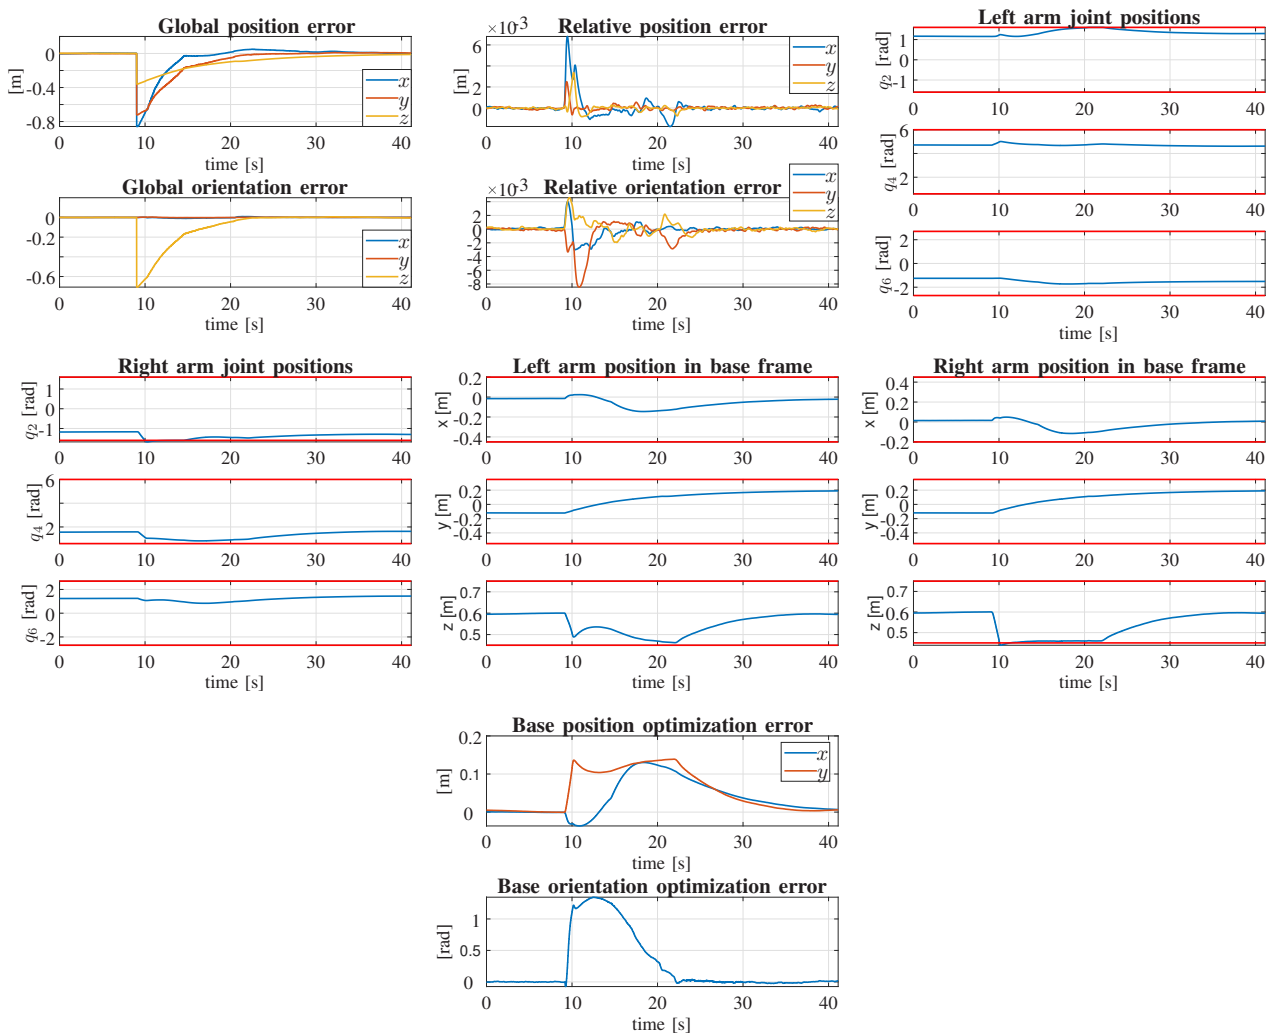 Global position error
0
-0.4
-0.8
[m]
x
y
z
0 10 20 30 40
time [s]
Relative position error
×10⁻³
6
4
2
0
[m]
x
y
z
0 10 20 30 40
time [s]
Left arm joint positions
1
0
-1
q₂ [rad]
0 10 20 30 40
6
2
q₄ [rad]
0 10 20 30 40
2
0
-2
q₆ [rad]
0 10 20 30 40
time [s]
Global orientation error
0
-0.2
-0.6
x
y
z
0 10 20 30 40
time [s]
Relative orientation error
×10⁻³
2
0
-2
-4
-8
x
y
z
0 10 20 30 40
time [s]
Right arm joint positions
1
0
-1
q₂ [rad]
0 10 20 30 40
6
2
q₄ [rad]
0 10 20 30 40
2
0
-2
q₆ [rad]
0 10 20 30 40
time [s]
Left arm position in base frame
0.2
0
-0.2
-0.4
x [m]
0 10 20 30 40
0.2
-0.2
-0.4
y [m]
0 10 20 30 40
0.7
0.6
0.5
z [m]
0 10 20 30 40
time [s]
Right arm position in base frame
0.4
0.2
0
-0.2
x [m]
0 10 20 30 40
0.2
-0.2
-0.4
y [m]
0 10 20 30 40
0.7
0.6
0.5
z [m]
0 10 20 30 40
time [s]
Base position optimization error
0.2
0.1
0
[m]
x
y
0 10 20 30 40
time [s]
Base orientation optimization error
1
0
[rad]
0 10 20 30 40
time [s]